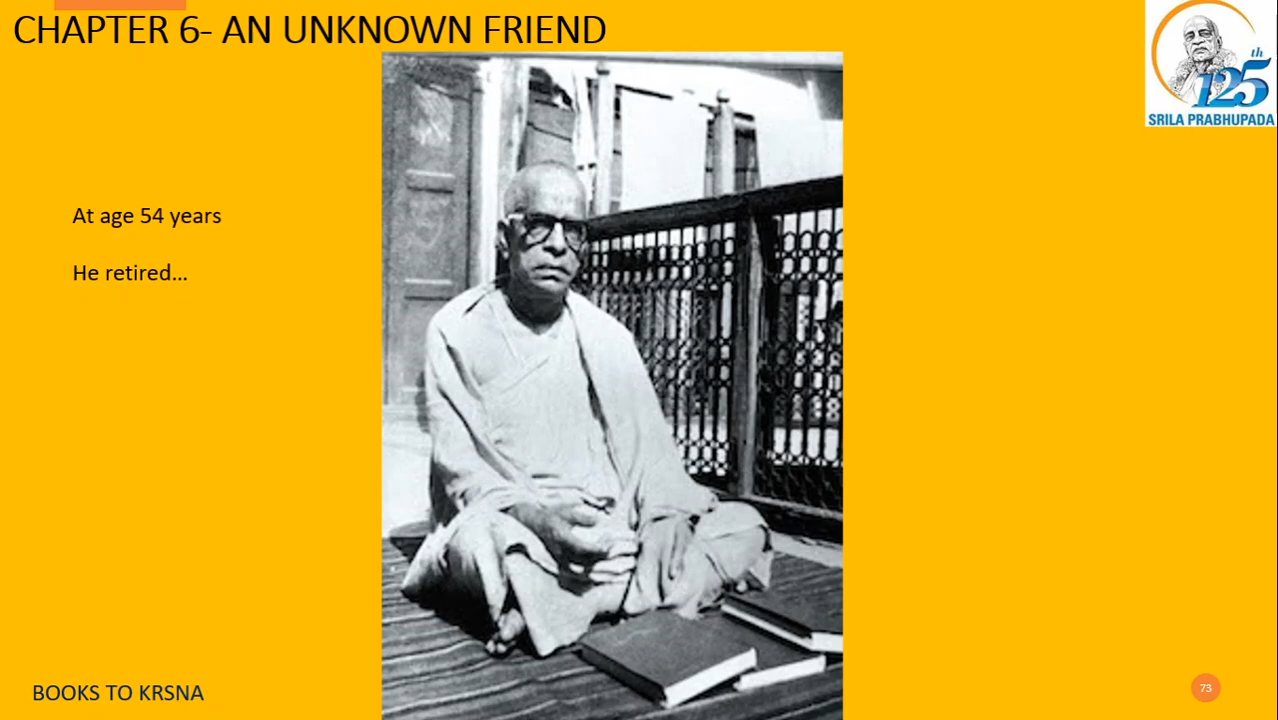 CHAPTER 6- AN UNKNOWN FRIEND
th
125
SRILA PRABHUPADA
At age 54 years
He retired...
BOOKS TO KRSNA
73